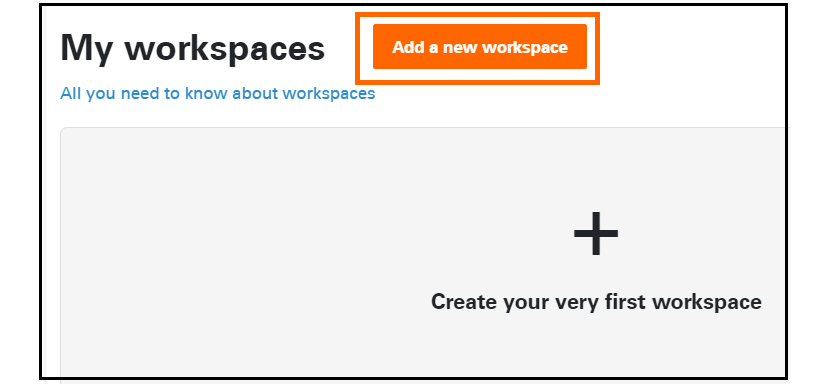 My workspaces
Add a new workspace
All you need to know about workspaces
Create your very first workspace